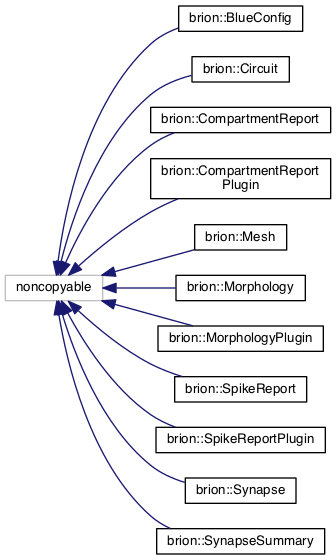 brion::BlueConfig
brion::Circuit
brion::CompartmentReport
brion::CompartmentReport
Plugin
brion::Mesh
noncopyable
brion::Morphology
brion::MorphologyPlugin
brion::SpikeReport
brion::SpikeReportPlugin
brion::Synapse
brion::SynapseSummary